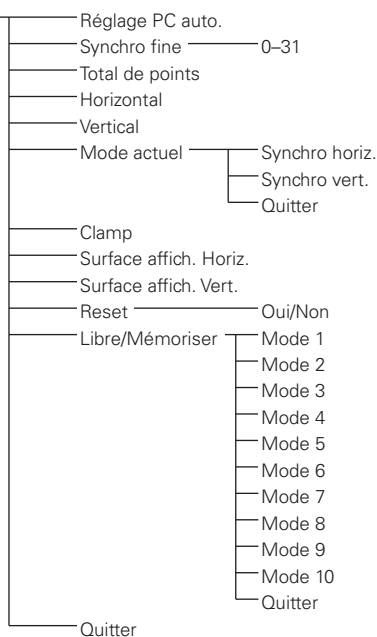 Réglage PC auto.
Synchro fine 0–31
Total de points
Horizontal
Vertical
Mode actuel Synchro horiz.
Synchro vert.
Quitter
Clamp
Surface affich. Horiz.
Surface affich. Vert.
Reset Oui/Non
Libre/Mémoriser Mode 1
Mode 2
Mode 3
Mode 4
Mode 5
Mode 6
Mode 7
Mode 8
Mode 9
Mode 10
Quitter
Quitter